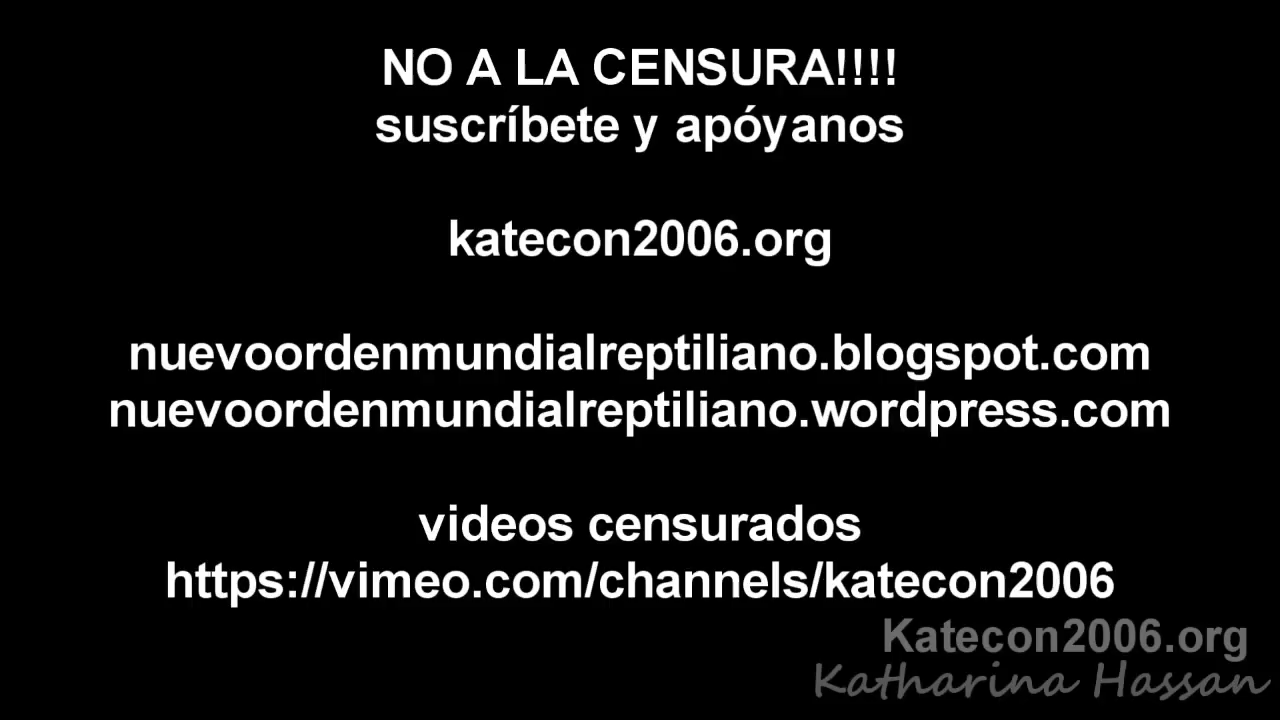 NO A LA CENSURA!!!!
suscríbete y apóyanos
katecon2006.org
nuevoordenmundialreptiliano.blogspot.com
nuevoordenmundialreptiliano.wordpress.com
videos censurados
https://vimeo.com/channels/katecon2006
Katecon2006.org
Katharina Hassan